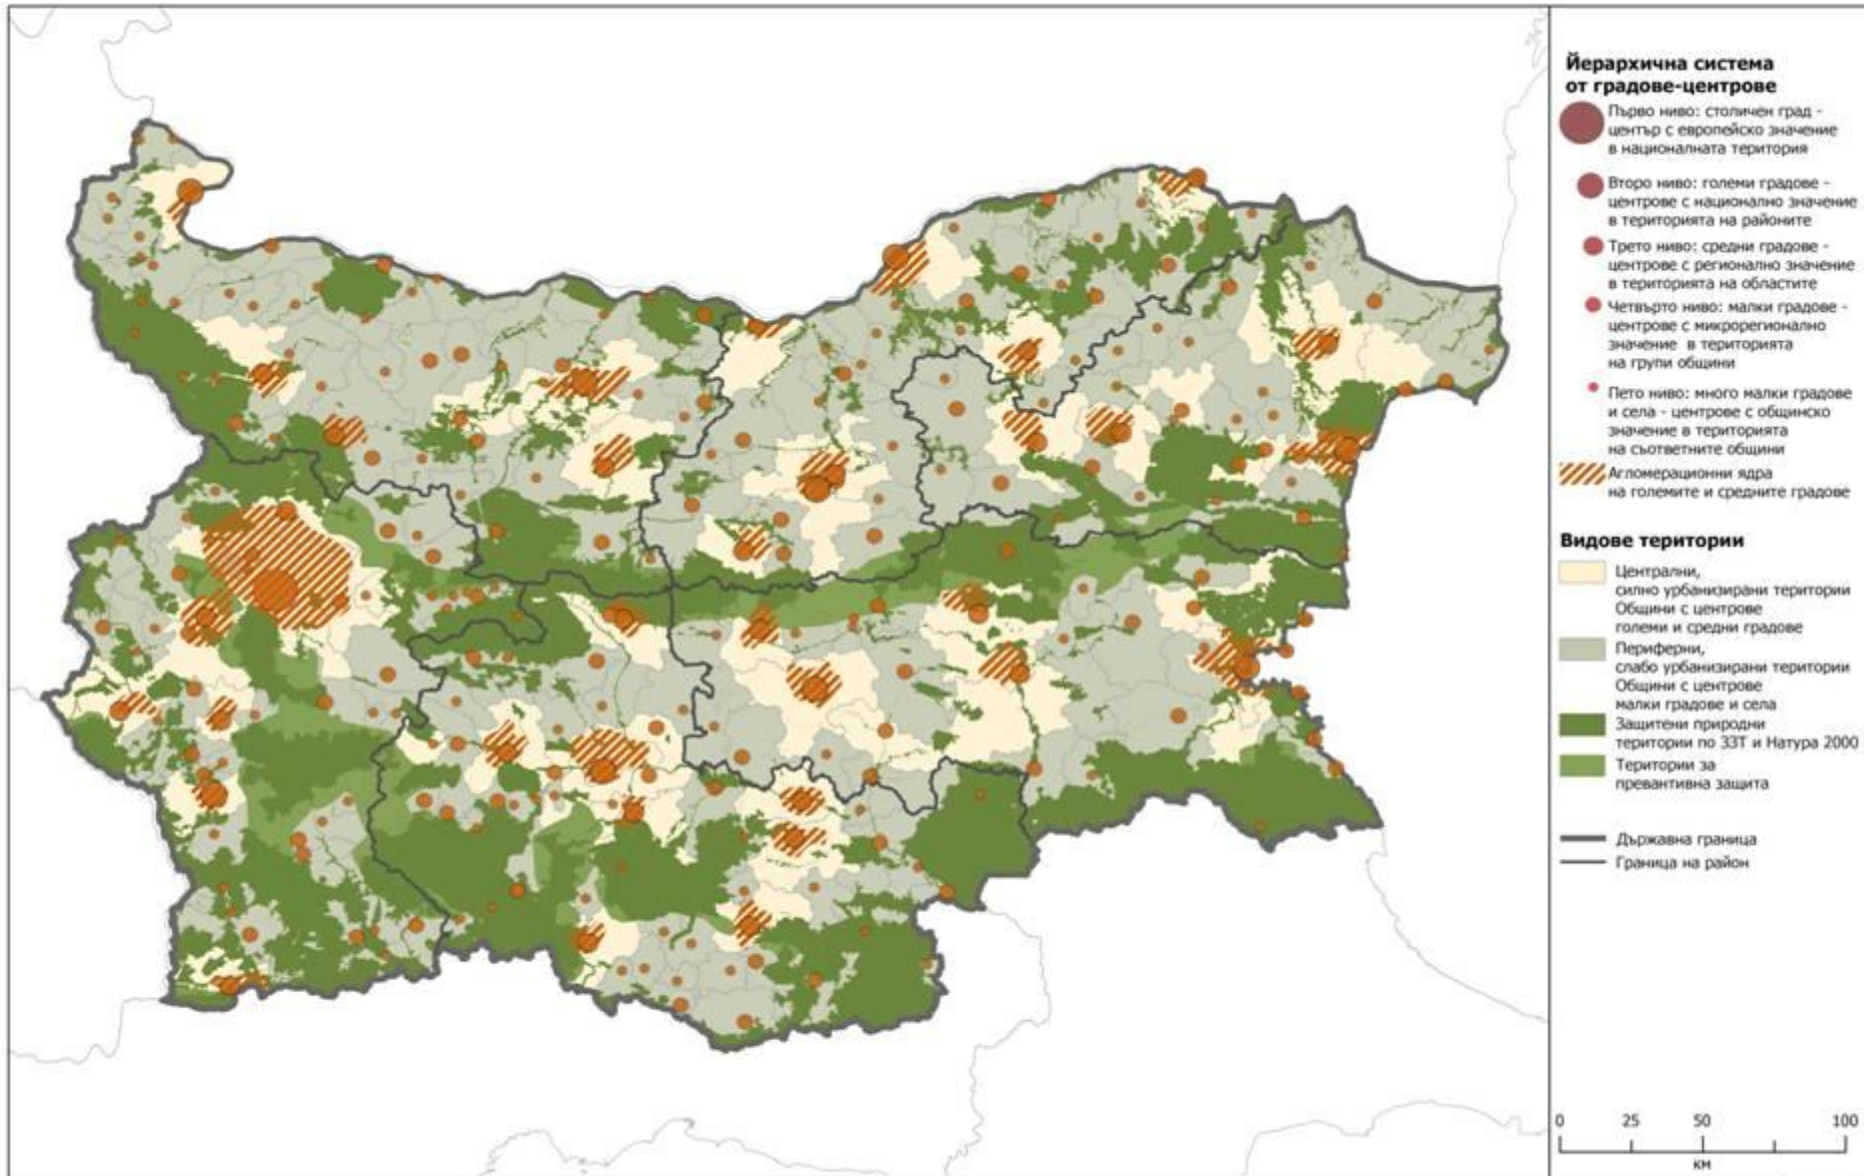 Йерархична система
от градове-центрове
Първо ниво: столичен град -
център с европейско значение
в националната територия
Второ ниво: големи градове -
центрове с национално значение
в територията на районите
Трето ниво: средни градове -
центрове с регионално значение
в територията на областите
Четвърто ниво: малки градове -
центрове с микрорегионално
значение в територията
на групи общини
Пето ниво: много малки градове
и села - центрове с общинско
значение в територията
на съответните общини
Агломерационни ядра
на големите и средните градове
Видове територии
Централни,
силно урбанизирани територии
Общини с центрове
големи и средни градове
Периферни,
слабо урбанизирани територии
Общини с центрове
малки градове и села
Защитени природни
територии по ЗЗТ и Натура 2000
Територии за
превантивна защита
Държавна граница
Граница на район
0 25 50 100
км